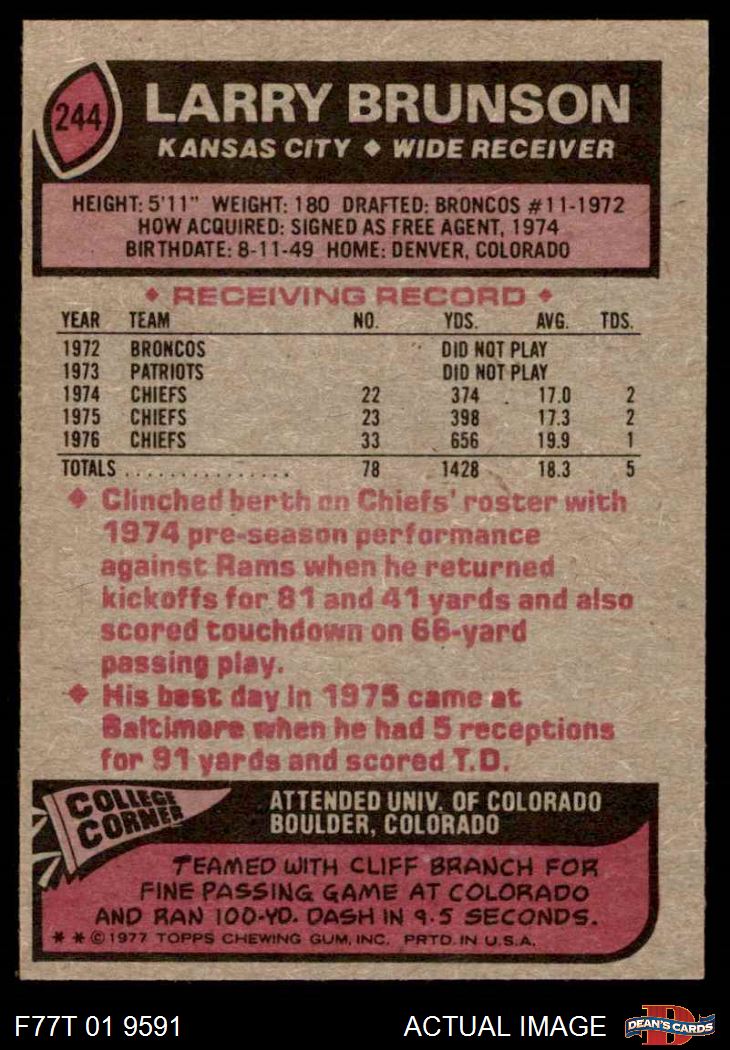 244
LARRY BRUNSON
KANSAS CITY ◆ WIDE RECEIVER
HEIGHT: 5'11" WEIGHT: 180 DRAFTED: BRONCOS #11-1972
HOW ACQUIRED: SIGNED AS FREE AGENT, 1974
BIRTHDATE: 8-11-49 HOME: DENVER, COLORADO
◆ RECEIVING RECORD ◆
YEAR TEAM NO. YDS. AVG. TDS.
1972 BRONCOS DID NOT PLAY
1973 PATRIOTS DID NOT PLAY
1974 CHIEFS 22 374 17.0 2
1975 CHIEFS 23 398 17.3 2
1976 CHIEFS 33 656 19.9 1
TOTALS ............... 78 1428 18.3 5
◆ Clinched berth on Chiefs' roster with
1974 pre-season performance
against Rams when he returned
kickoffs for 81 and 41 yards and also
scored touchdown on 66-yard
passing play.
◆ His best day in 1975 came at
Baltimore when he had 5 receptions
for 91 yards and scored T.D.
COLLEGE
CORNER
ATTENDED UNIV. OF COLORADO
BOULDER, COLORADO
TEAMED WITH CLIFF BRANCH FOR
FINE PASSING GAME AT COLORADO
AND RAN 100-YD. DASH IN 9.5 SECONDS.
* * © 1977 TOPPS CHEWING GUM, INC. PRTD. IN U.S.A.
F77T 01 9591 ACTUAL IMAGE
D
DEAN'S CARDS